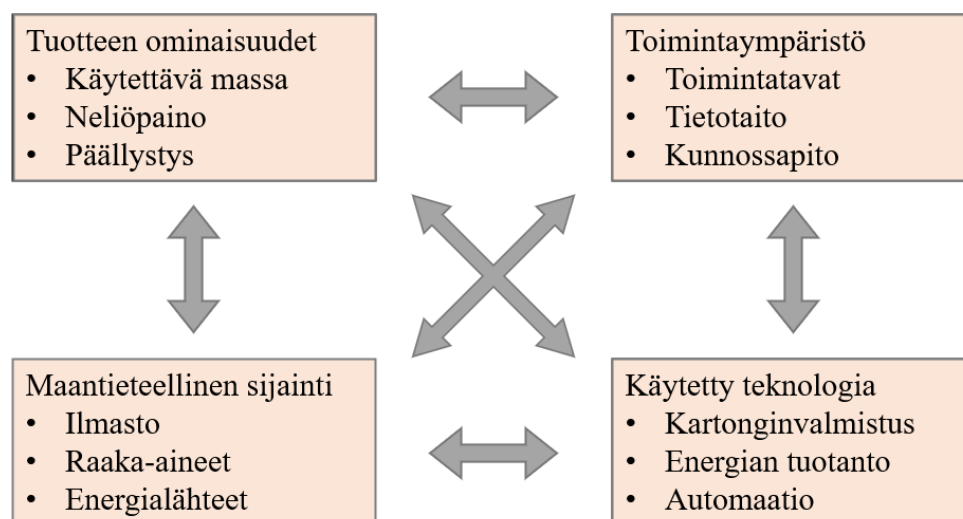 Tuotteen ominaisuudet
• Käytettävä massa
• Neliöpaino
• Päällystys
Toimintaympäristö
• Toimintatavat
• Tietotaito
• Kunnossapito
Maantieteellinen sijainti
• Ilmasto
• Raaka-aineet
• Energialähteet
Käytetty teknologia
• Kartonginvalmistus
• Energian tuotanto
• Automaatio